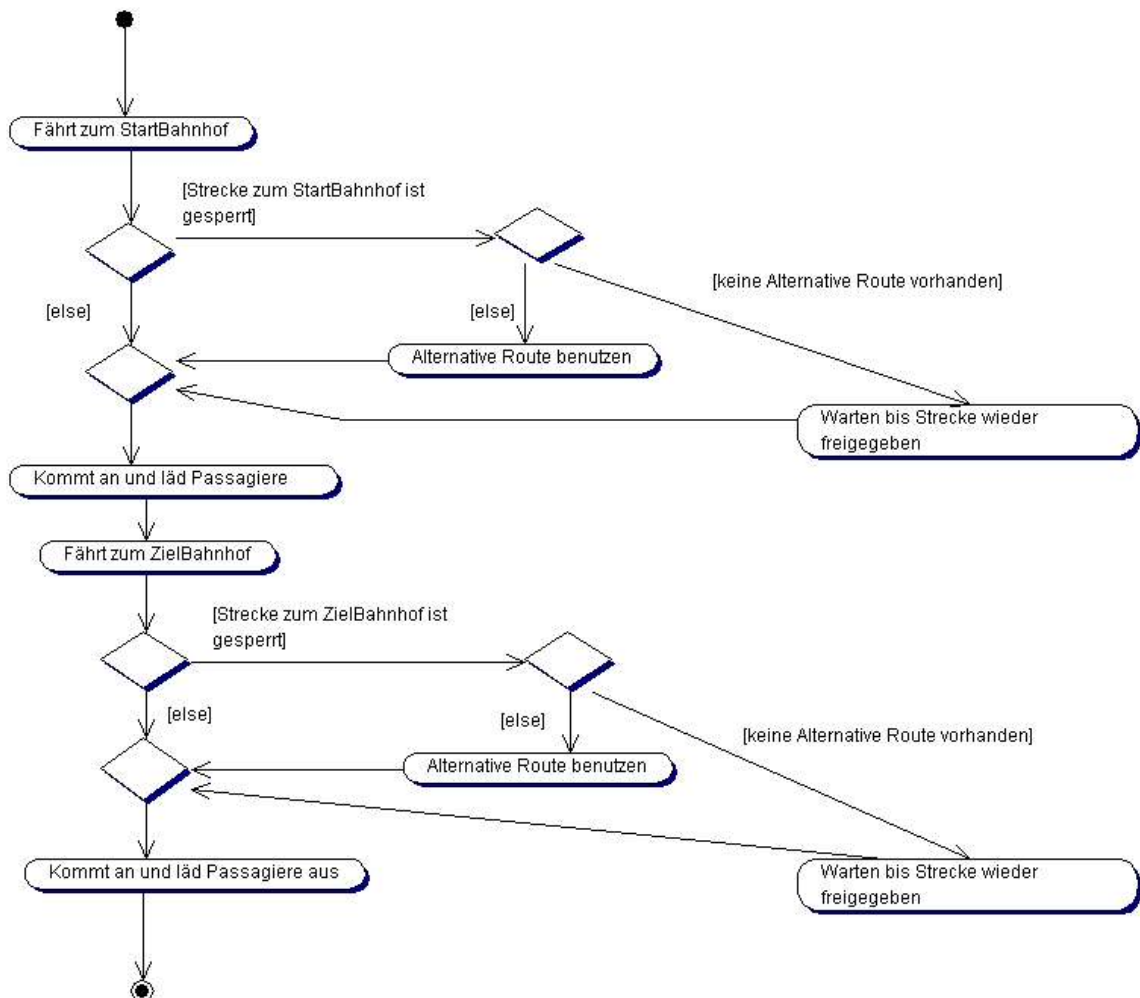 Fährt zum StartBahnhof
[Strecke zum StartBahnhof ist
gesperrt]
[keine Alternative Route vorhanden]
[else]
[else]
Alternative Route benutzen
Warten bis Strecke wieder
freigegeben
Kommt an und läd Passagiere
Fährt zum ZielBahnhof
[Strecke zum ZielBahnhof ist
gesperrt]
[else]
[else]
[keine Alternative Route vorhanden]
Alternative Route benutzen
Kommt an und läd Passagiere aus
Warten bis Strecke wieder
freigegeben